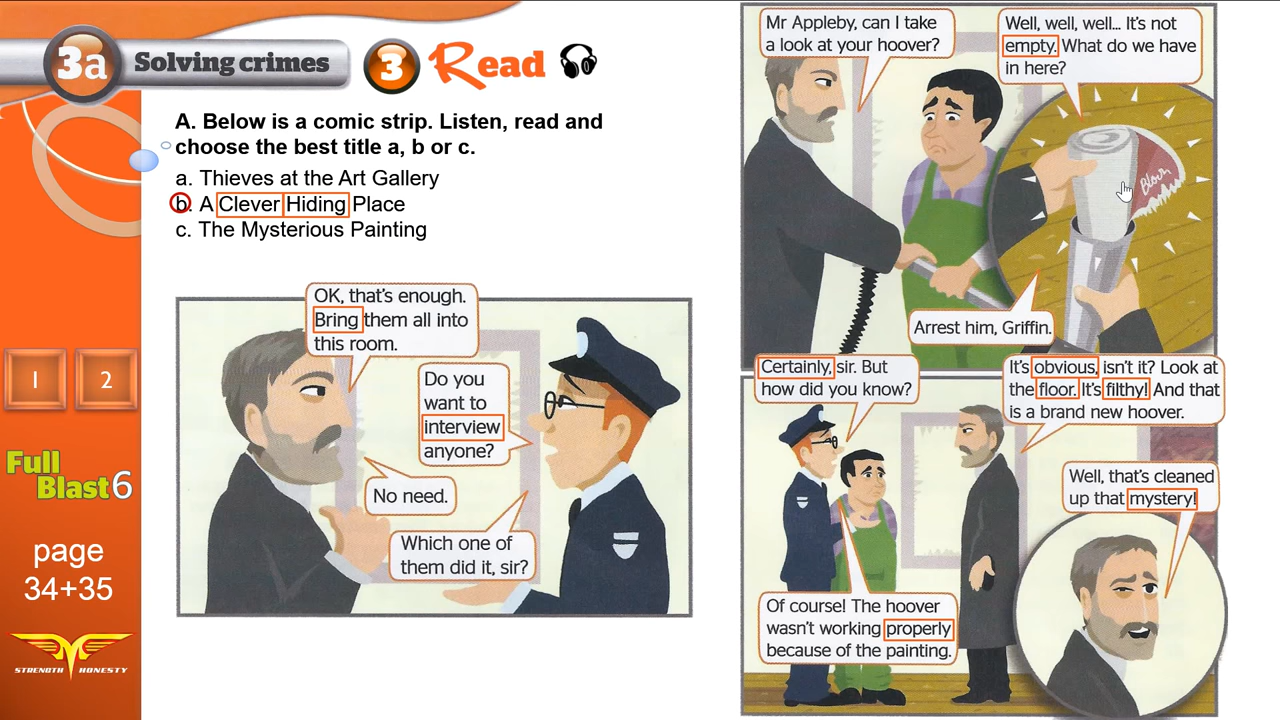 3a Solving crimes
3 Read
A. Below is a comic strip. Listen, read and
choose the best title a, b or c.
a. Thieves at the Art Gallery
b. A Clever Hiding Place
c. The Mysterious Painting
1 2
Full
Blast 6
page
34+35
STRENGTH HONESTY
OK, that's enough.
Bring them all into
this room.
Do you
want to
interview
anyone?
No need.
Which one of
them did it, sir?
Mr Appleby, can I take
a look at your hoover?
Well, well, well... It's not
empty. What do we have
in here?
Arrest him, Griffin.
Certainly, sir. But
how did you know?
It's obvious, isn't it? Look at
the floor. It's filthy! And that
is a brand new hoover.
Of course! The hoover
wasn't working properly
because of the painting.
Well, that's cleaned
up that mystery!